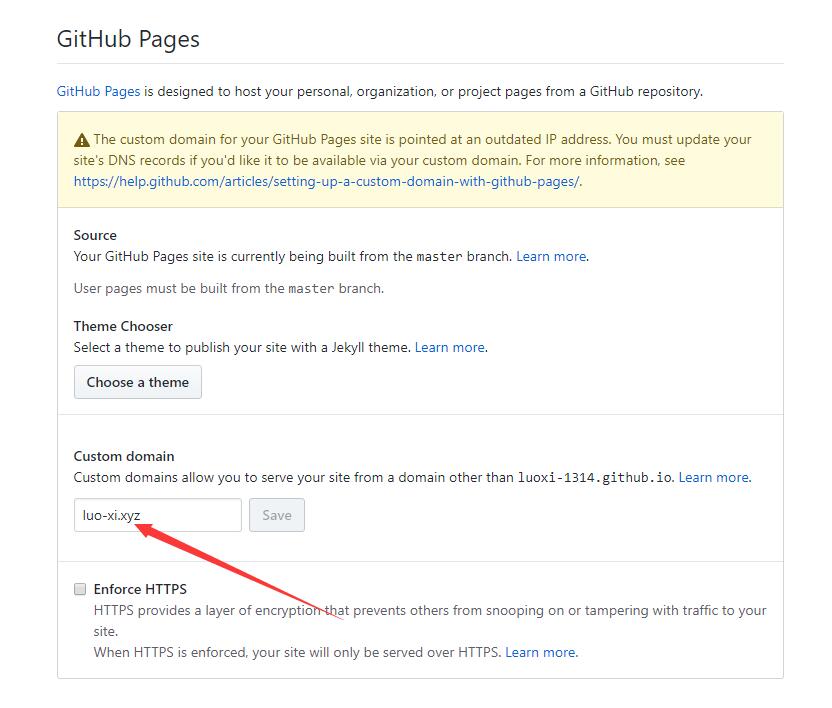 GitHub Pages
GitHub Pages is designed to host your personal, organization, or project pages from a GitHub repository.
The custom domain for your GitHub Pages site is pointed at an outdated IP address. You must update your
site's DNS records if you'd like it to be available via your custom domain. For more information, see
https://help.github.com/articles/setting-up-a-custom-domain-with-github-pages/.
Source
Your GitHub Pages site is currently being built from the master branch. Learn more.
User pages must be built from the master branch.
Theme Chooser
Select a theme to publish your site with a Jekyll theme. Learn more.
Choose a theme
Custom domain
Custom domains allow you to serve your site from a domain other than luoxi-1314.github.io. Learn more.
luo-xi.xyz Save
Enforce HTTPS
HTTPS provides a layer of encryption that prevents others from snooping on or tampering with traffic to your
site.
When HTTPS is enforced, your site will only be served over HTTPS. Learn more.